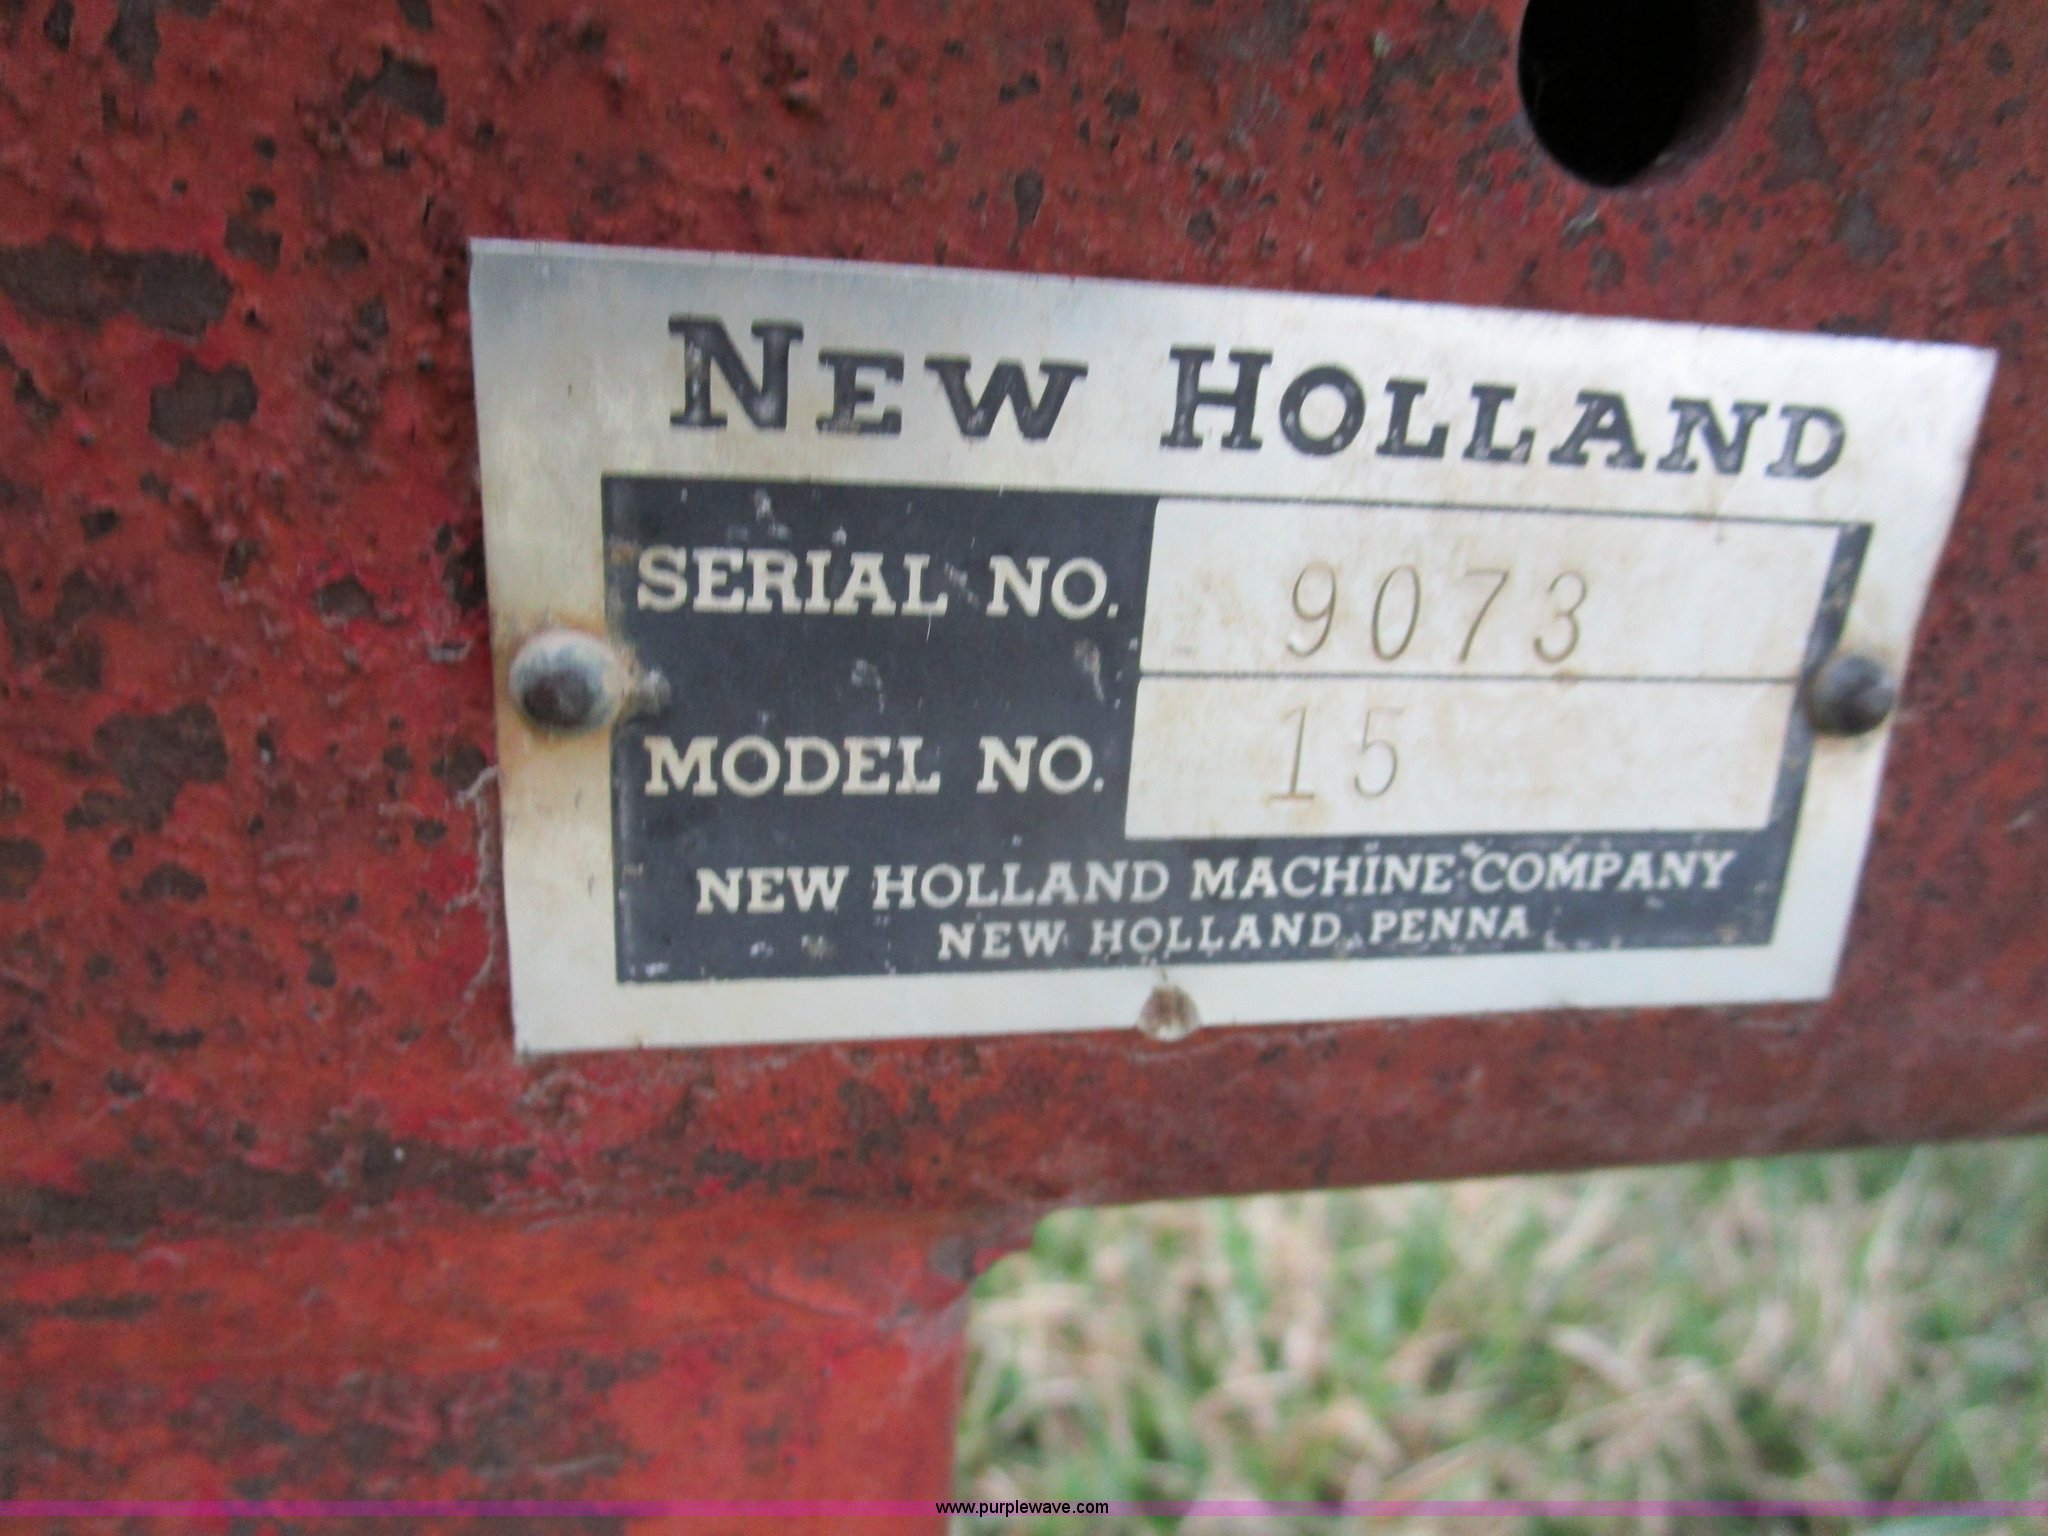 NEW HOLLAND
SERIAL NO. 9073
MODEL NO. 15
NEW HOLLAND MACHINE COMPANY
NEW HOLLAND, PENNA
www.purplewave.com